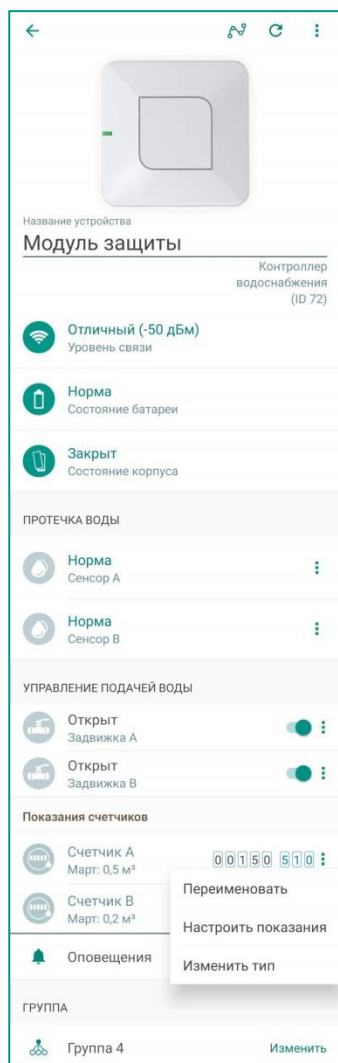 Название устройства
Модуль защиты
Контроллер
водоснабжения
(ID 72)
Отличный (-50 дБм)
Уровень связи
Норма
Состояние батареи
Закрыт
Состояние корпуса
ПРОТЕЧКА ВОДЫ
Норма
Сенсор A
Норма
Сенсор B
УПРАВЛЕНИЕ ПОДАЧЕЙ ВОДЫ
Открыт
Задвижка A
Открыт
Задвижка B
Показания счетчиков
Счетчик A 00150 510
Март: 0,5 м³
Счетчик B
Март: 0,2 м³
Переименовать
Настроить показания
Изменить тип
Оповещения
ГРУППА
Группа 4 Изменить